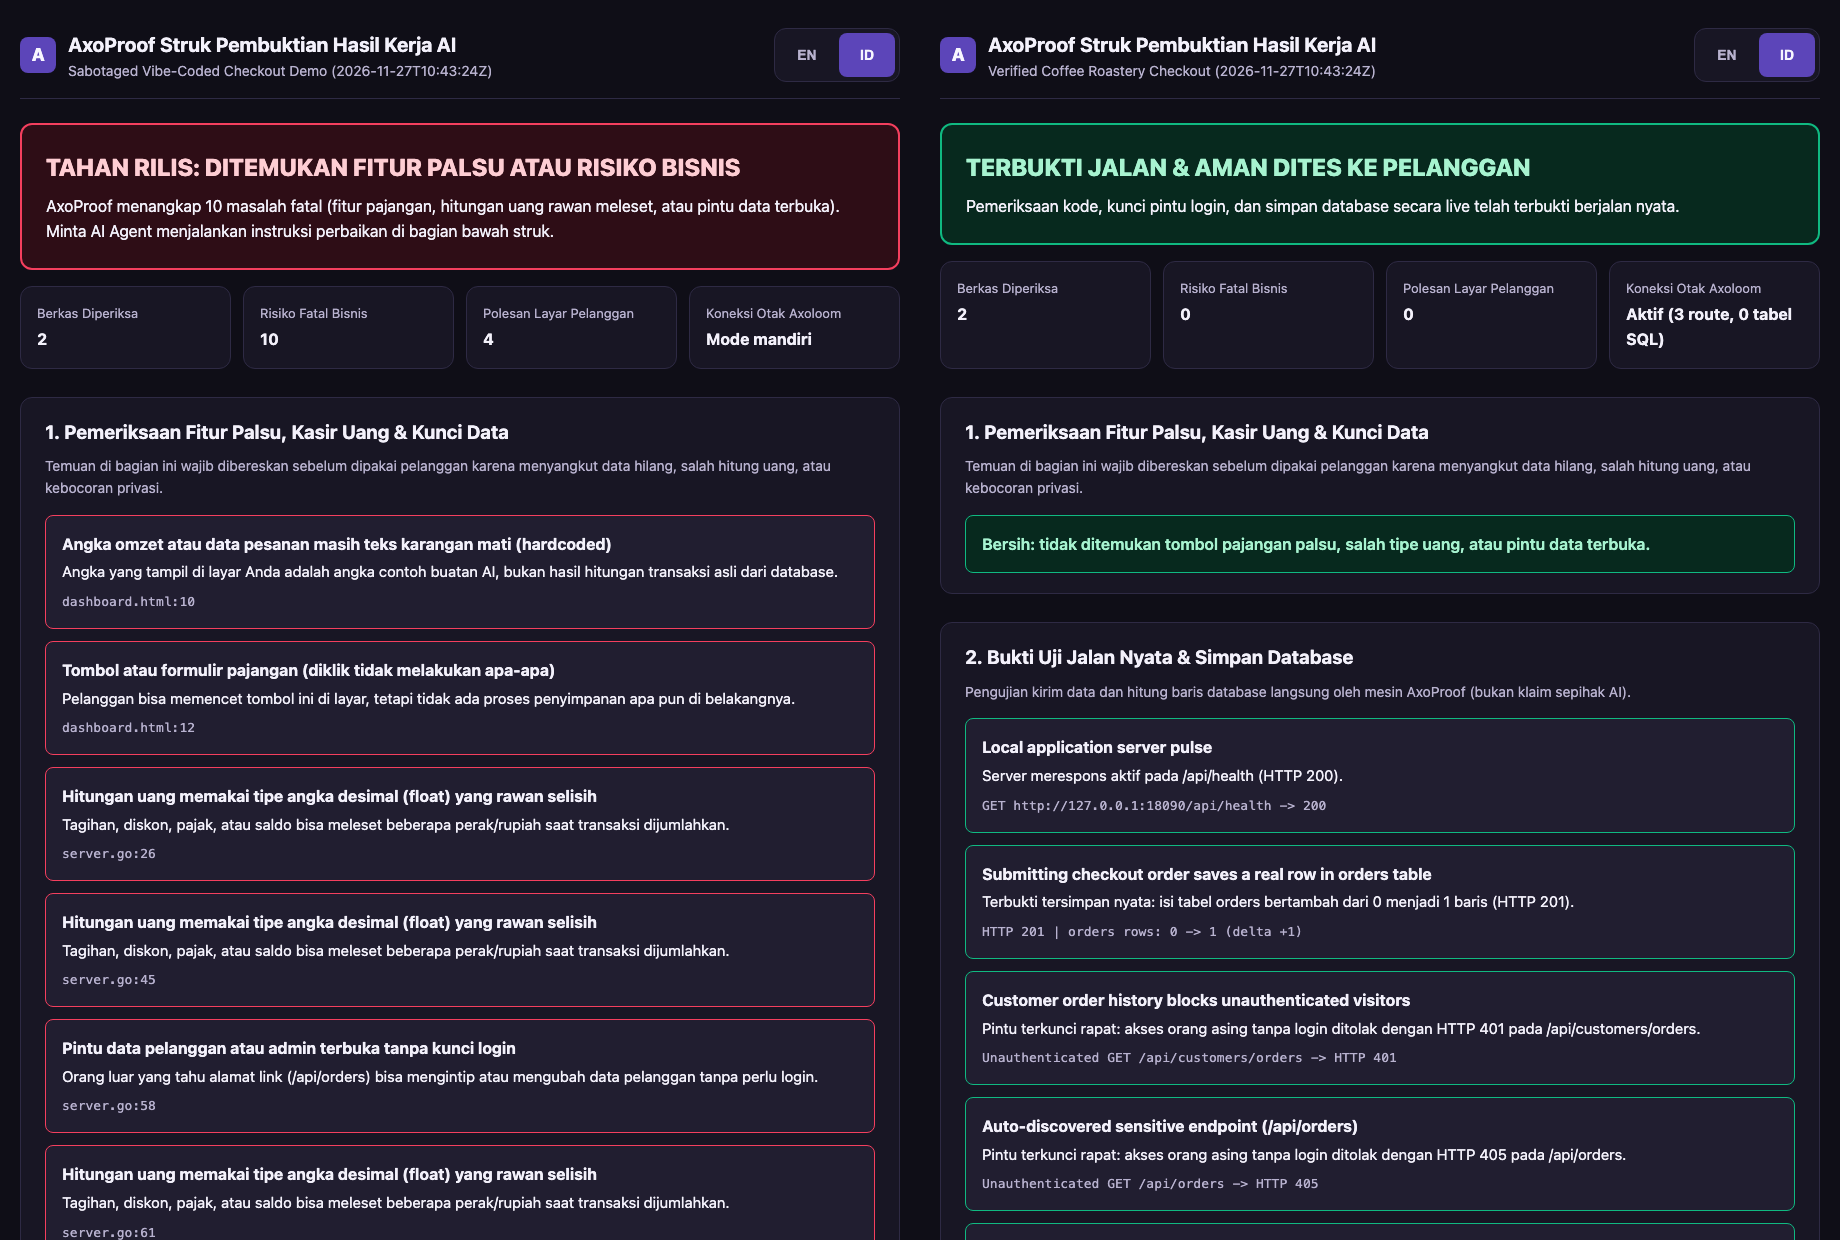 A
AxoProof Struk Pembuktian Hasil Kerja AI
Sabotaged Vibe-Coded Checkout Demo (2026-11-27T10:43:24Z)
EN
ID
TAHAN RILIS: DITEMUKAN FITUR PALSU ATAU RISIKO BISNIS
AxoProof menangkap 10 masalah fatal (fitur pajangan, hitungan uang rawan meleset, atau pintu data terbuka).
Minta AI Agent menjalankan instruksi perbaikan di bagian bawah struk.
Berkas Diperiksa
2
Risiko Fatal Bisnis
10
Polesan Layar Pelanggan
4
Koneksi Otak Axoloom
Mode mandiri
1. Pemeriksaan Fitur Palsu, Kasir Uang & Kunci Data
Temuan di bagian ini wajib dibereskan sebelum dipakai pelanggan karena menyangkut data hilang, salah hitung uang, atau
kebocoran privasi.
Angka omzet atau data pesanan masih teks karangan mati (hardcoded)
Angka yang tampil di layar Anda adalah angka contoh buatan AI, bukan hasil hitungan transaksi asli dari database.
dashboard.html:10
Tombol atau formulir pajangan (diklik tidak melakukan apa-apa)
Pelanggan bisa memencet tombol ini di layar, tetapi tidak ada proses penyimpanan apa pun di belakangnya.
dashboard.html:12
Hitungan uang memakai tipe angka desimal (float) yang rawan selisih
Tagihan, diskon, pajak, atau saldo bisa meleset beberapa perak/rupiah saat transaksi dijumlahkan.
server.go:26
Hitungan uang memakai tipe angka desimal (float) yang rawan selisih
Tagihan, diskon, pajak, atau saldo bisa meleset beberapa perak/rupiah saat transaksi dijumlahkan.
server.go:45
Pintu data pelanggan atau admin terbuka tanpa kunci login
Orang luar yang tahu alamat link (/api/orders) bisa mengintip atau mengubah data pelanggan tanpa perlu login.
server.go:58
Hitungan uang memakai tipe angka desimal (float) yang rawan selisih
Tagihan, diskon, pajak, atau saldo bisa meleset beberapa perak/rupiah saat transaksi dijumlahkan.
server.go:61
A
AxoProof Struk Pembuktian Hasil Kerja AI
Verified Coffee Roastery Checkout (2026-11-27T10:43:24Z)
EN
ID
TERBUKTI JALAN & AMAN DITES KE PELANGGAN
Pemeriksaan kode, kunci pintu login, dan simpan database secara live telah terbukti berjalan nyata.
Berkas Diperiksa
2
Risiko Fatal Bisnis
0
Polesan Layar Pelanggan
0
Koneksi Otak Axoloom
Aktif (3 route, 0 tabel
SQL)
1. Pemeriksaan Fitur Palsu, Kasir Uang & Kunci Data
Temuan di bagian ini wajib dibereskan sebelum dipakai pelanggan karena menyangkut data hilang, salah hitung uang, atau
kebocoran privasi.
Bersih: tidak ditemukan tombol pajangan palsu, salah tipe uang, atau pintu data terbuka.
2. Bukti Uji Jalan Nyata & Simpan Database
Pengujian kirim data dan hitung baris database langsung oleh mesin AxoProof (bukan klaim sepihak AI).
Local application server pulse
Server merespons aktif pada /api/health (HTTP 200).
GET http://127.0.0.1:18090/api/health -> 200
Submitting checkout order saves a real row in orders table
Terbukti tersimpan nyata: isi tabel orders bertambah dari 0 menjadi 1 baris (HTTP 201).
HTTP 201 | orders rows: 0 -> 1 (delta +1)
Customer order history blocks unauthenticated visitors
Pintu terkunci rapat: akses orang asing tanpa login ditolak dengan HTTP 401 pada /api/customers/orders.
Unauthenticated GET /api/customers/orders -> HTTP 401
Auto-discovered sensitive endpoint (/api/orders)
Pintu terkunci rapat: akses orang asing tanpa login ditolak dengan HTTP 405 pada /api/orders.
Unauthenticated GET /api/orders -> HTTP 405